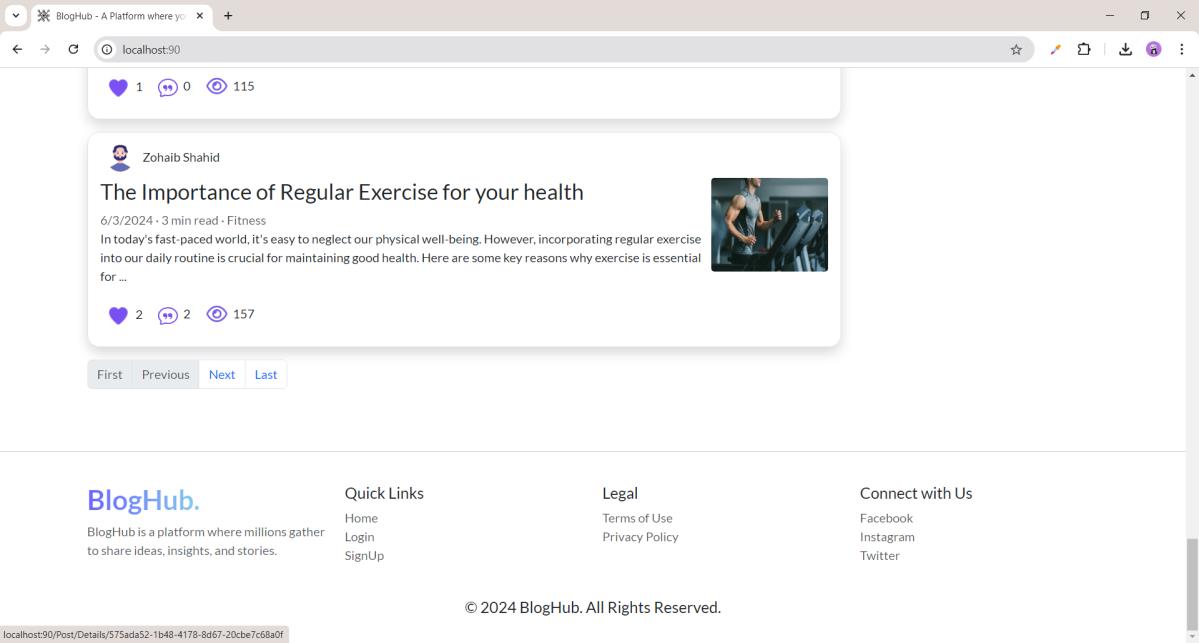 BlogHub - A Platform where yo
localhost:90
1 0 115
Zohaib Shahid
The Importance of Regular Exercise for your health
6/3/2024 · 3 min read · Fitness
In today's fast-paced world, it's easy to neglect our physical well-being. However, incorporating regular exercise
into our daily routine is crucial for maintaining good health. Here are some key reasons why exercise is essential
for ...
2 2 157
First Previous Next Last
BlogHub.
BlogHub is a platform where millions gather
to share ideas, insights, and stories.
Quick Links
Home
Login
SignUp
Legal
Terms of Use
Privacy Policy
Connect with Us
Facebook
Instagram
Twitter
© 2024 BlogHub. All Rights Reserved.
localhost:90/Post/Details/575ada52-1b48-4178-8d67-20cbe7c68a0f